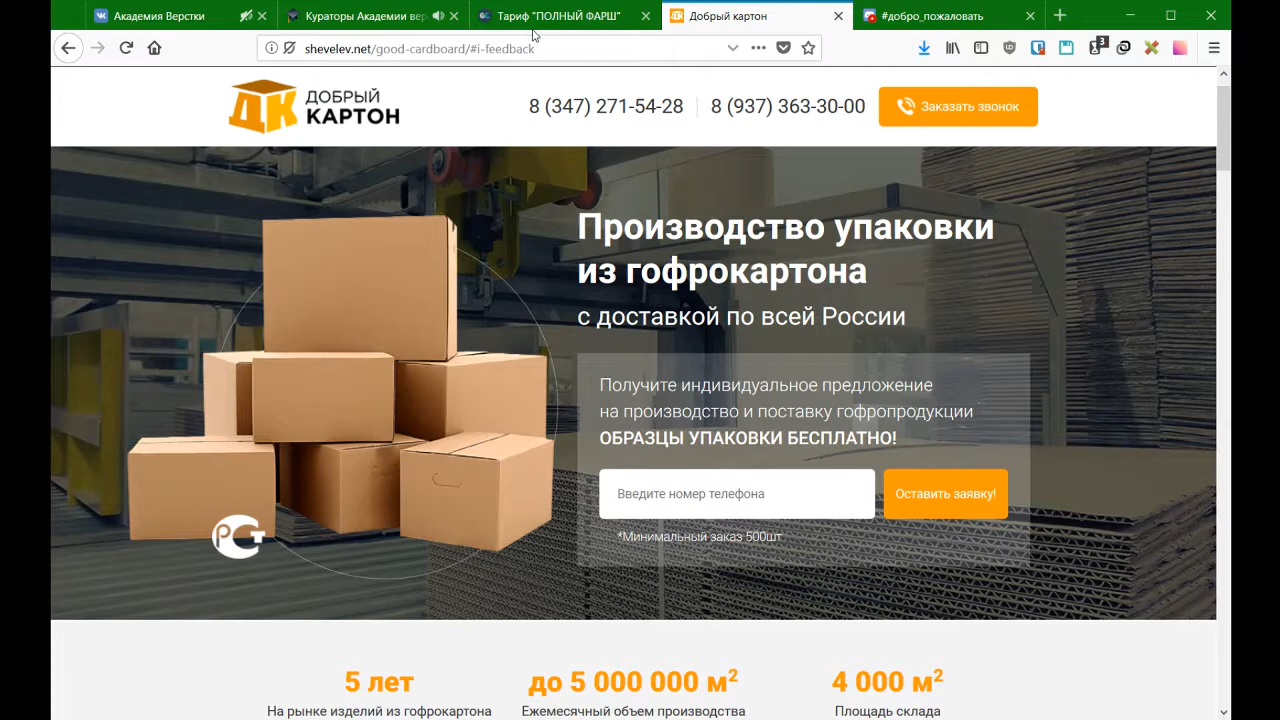 Академия Верстки
Кураторы Академии вер
Тариф "ПОЛНЫЙ ФАРШ"
Добрый картон
#добро_пожаловать
shevelev.net/good-cardboard/#i-feedback
3
ДК
ДОБРЫЙ
КАРТОН
8 (347) 271-54-28
8 (937) 363-30-00
Заказать звонок
Производство упаковки
из гофрокартона
с доставкой по всей России
Получите индивидуальное предложение
на производство и поставку гофропродукции
ОБРАЗЦЫ УПАКОВКИ БЕСПЛАТНО!
Введите номер телефона
Оставить заявку!
*Минимальный заказ 500шт
РСТ
5 лет
до 5 000 000 м²
4 000 м²
На рынке изделий из гофрокартона
Ежемесячный объем производства
Площадь склада